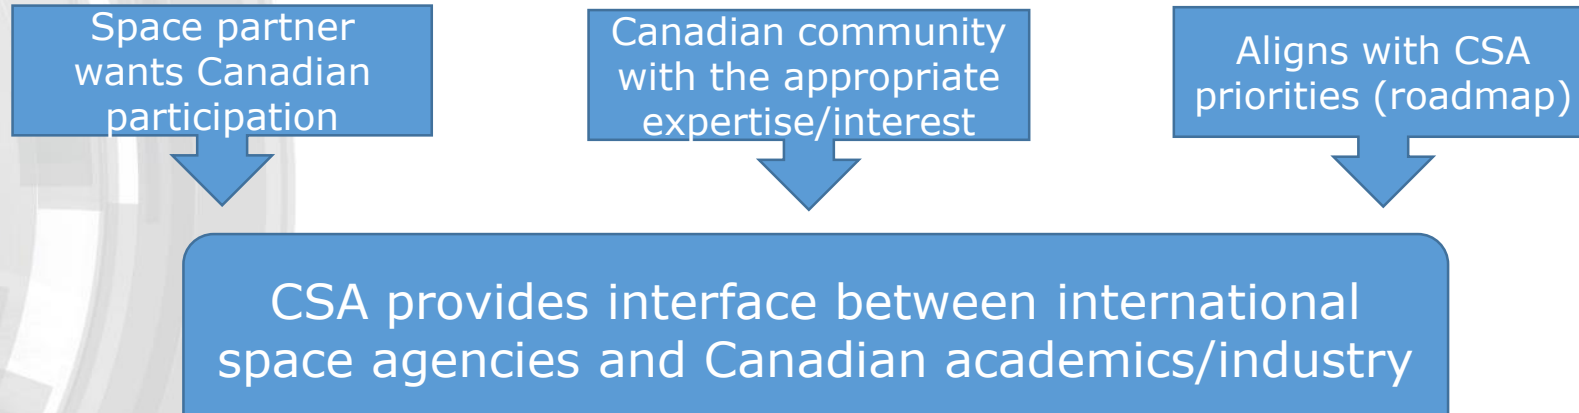 Space partner
wants Canadian
participation
Canadian community
with the appropriate
expertise/interest
Aligns with CSA
priorities (roadmap)
CSA provides interface between international
space agencies and Canadian academics/industry